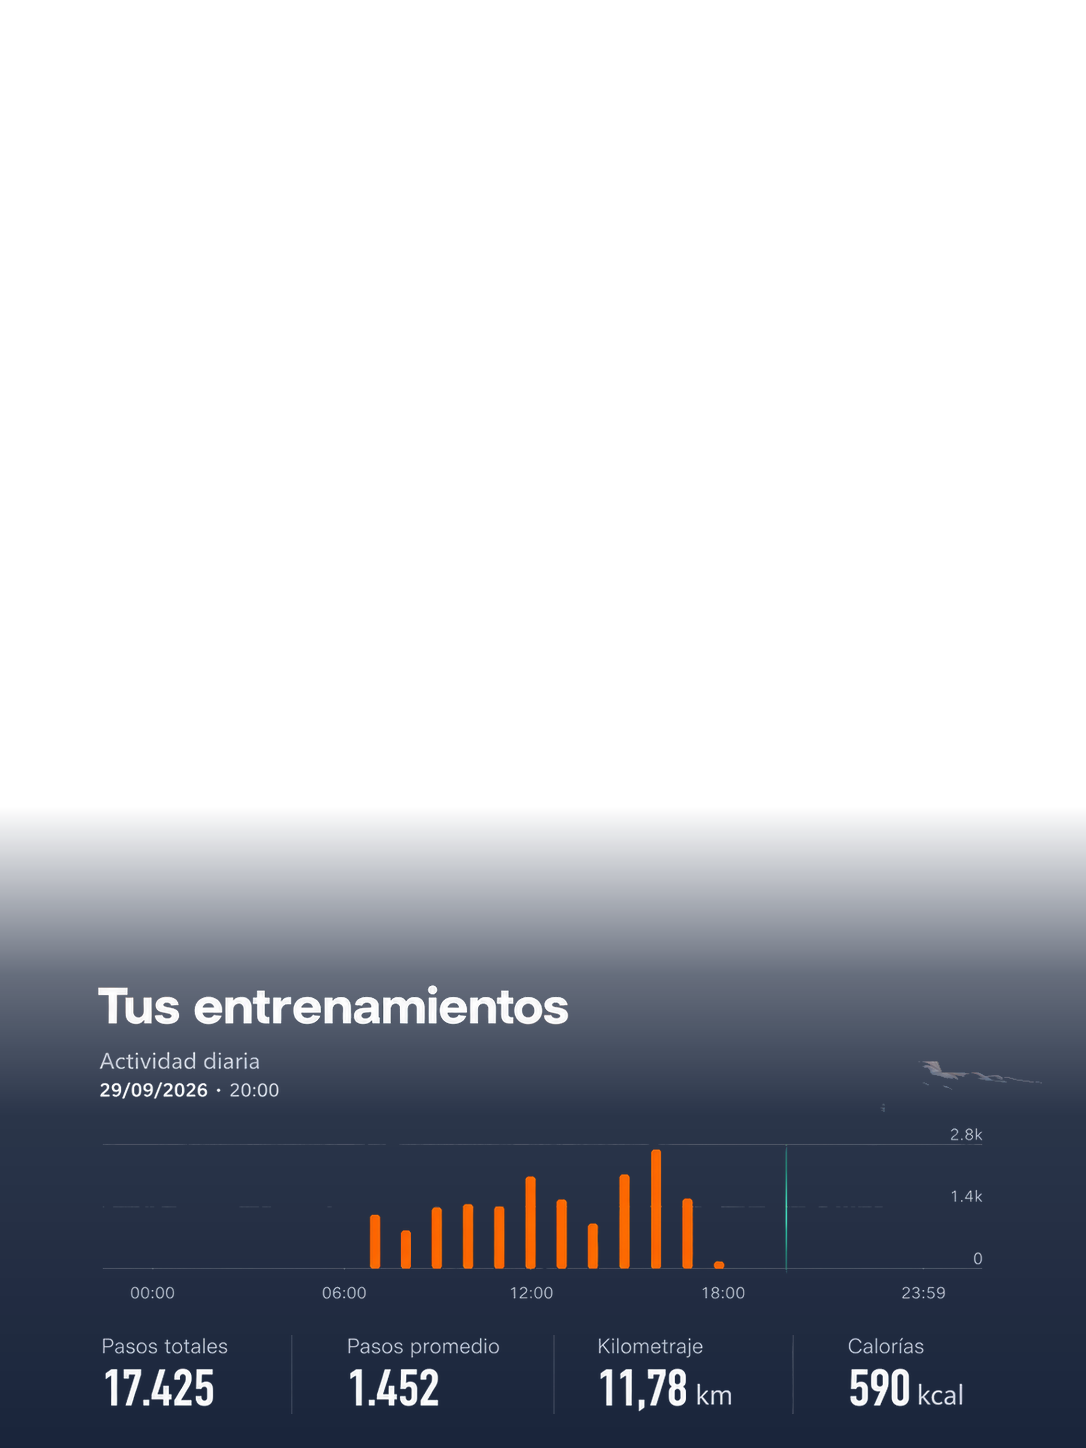 Tus entrenamientos
Actividad diaria
29/09/2026 · 20:00
2.8k
1.4k
0
00:00 06:00 12:00 18:00 23:59
Pasos totales Pasos promedio Kilometraje Calorías
17.425 1.452 11,78 km 590 kcal